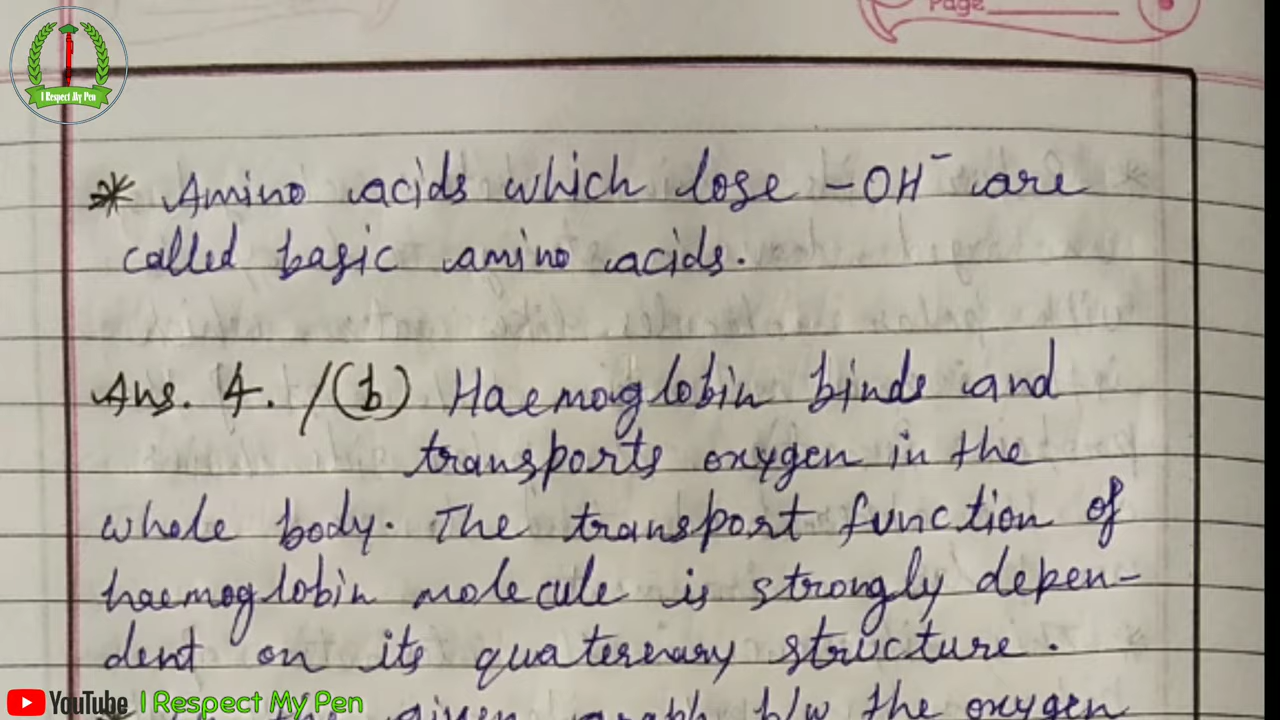 Page
I Respect My Pen
* Amino acids which lose -OH⁻ are
called basic amino acids.
Ans. 4. /(b) Haemoglobin binds and
transports oxygen in the
whole body. The transport function of
haemoglobin molecule is strongly depen-
dent on its quaternary structure.
the given graph b/w the oxygen
YouTube I Respect My Pen